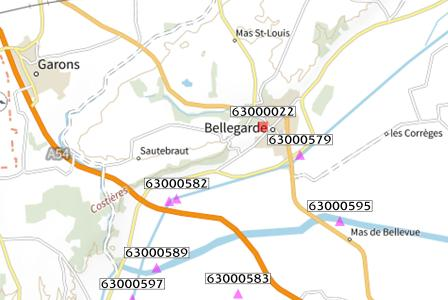 Mas St-Louis
Garons
63000022
Bellegarde
63000579
les Corrèges
A54
Sautebraut
63000582
Costières
63000595
Mas de Bellevue
63000589
63000583
63000597